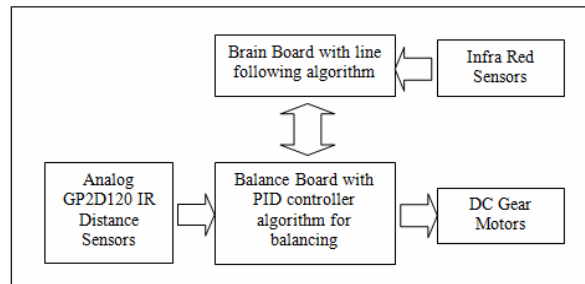 Brain Board with line
following algorithm
Infra Red
Sensors
Analog
GP2D120 IR
Distance
Sensors
Balance Board with
PID controller
algorithm for
balancing
DC Gear
Motors